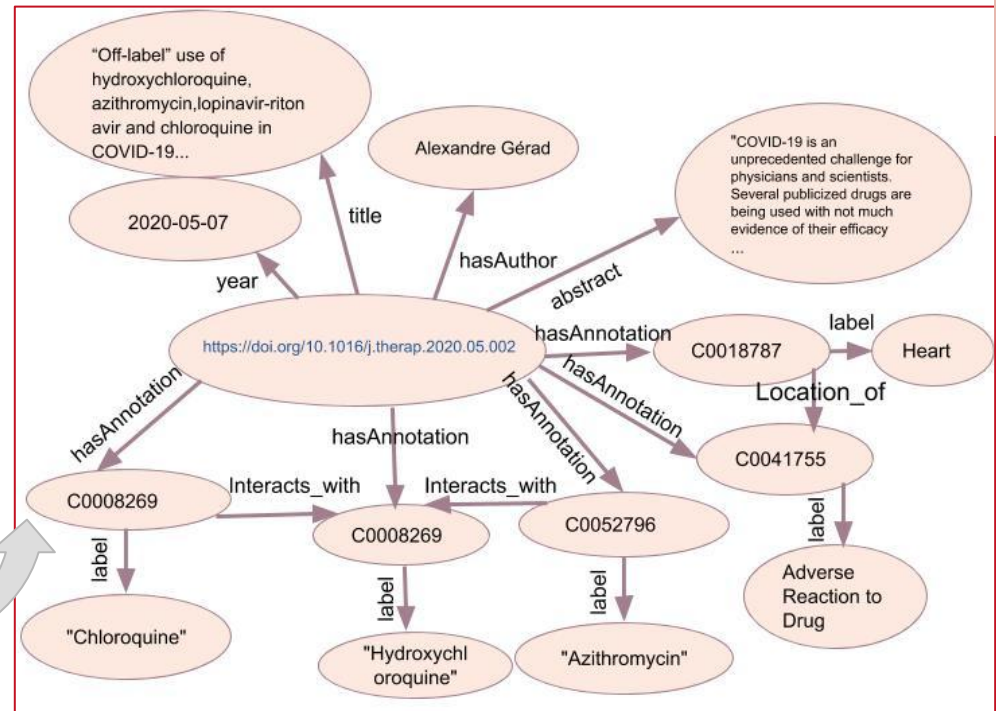 "Off-label" use of
hydroxychloroquine,
azithromycin,lopinavir-riton
avir and chloroquine in
COVID-19...
Alexandre Gérad
"COVID-19 is an
unprecedented challenge for
physicians and scientists.
Several publicized drugs are
being used with not much
evidence of their efficacy
...
2020-05-07
title
hasAuthor
abstract
year
https://doi.org/10.1016/j.therap.2020.05.002
hasAnnotation
C0018787
label
Heart
hasAnnotation
Location_of
hasAnnotation
hasAnnotation
hasAnnotation
C0041755
C0008269
Interacts_with
C0008269
Interacts_with
C0052796
label
label
label
label
Adverse
Reaction to
Drug
"Chloroquine"
"Hydroxychl
oroquine"
"Azithromycin"